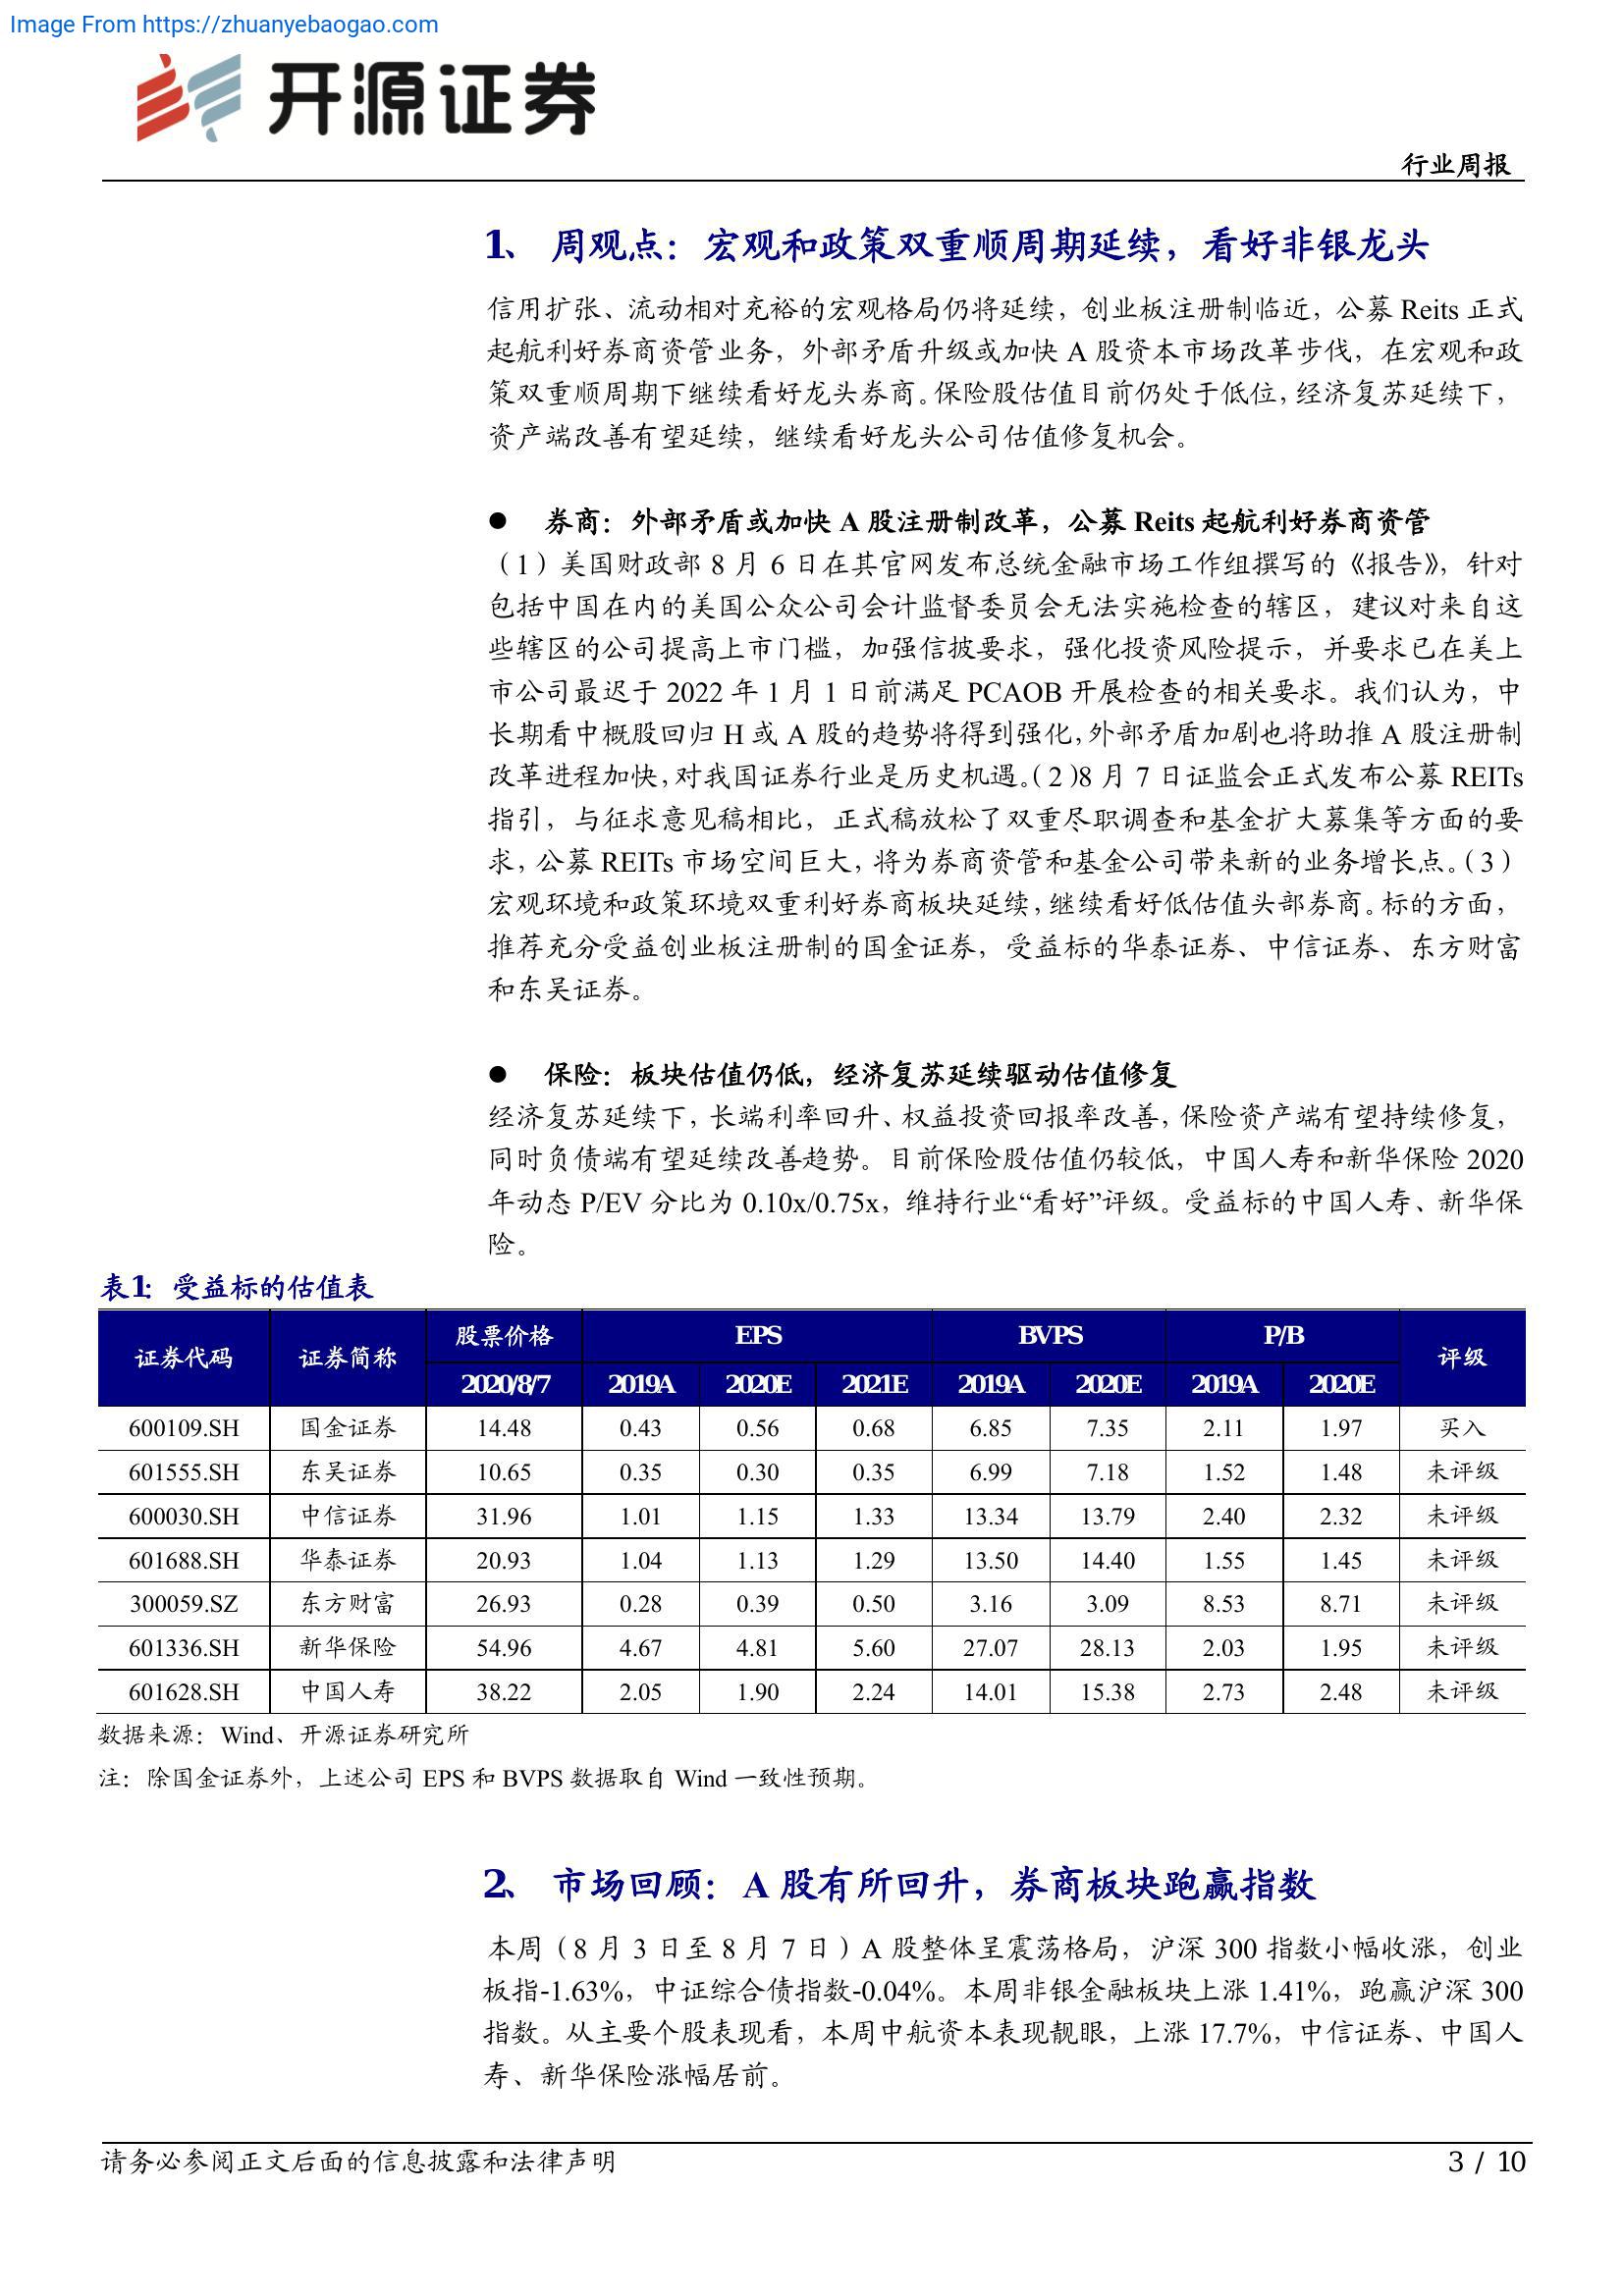 Image From https://zhuanyebaogao.com
开源证券
行业周报
1、 周观点：宏观和政策双重顺周期延续，看好非银龙头
信用扩张、流动相对充裕的宏观格局仍将延续，创业板注册制临近，公募 Reits 正式
起航利好券商资管业务，外部矛盾升级或加快 A 股资本市场改革步伐，在宏观和政
策双重顺周期下继续看好龙头券商。保险股估值目前仍处于低位，经济复苏延续下，
资产端改善有望延续，继续看好龙头公司估值修复机会。
● 券商：外部矛盾或加快 A 股注册制改革，公募 Reits 起航利好券商资管
（1）美国财政部 8 月 6 日在其官网发布总统金融市场工作组撰写的《报告》，针对
包括中国在内的美国公众公司会计监督委员会无法实施检查的辖区，建议对来自这
些辖区的公司提高上市门槛，加强信披要求，强化投资风险提示，并要求已在美上
市公司最迟于 2022 年 1 月 1 日前满足 PCAOB 开展检查的相关要求。我们认为，中
长期看中概股回归 H 或 A 股的趋势将得到强化，外部矛盾加剧也将助推 A 股注册制
改革进程加快，对我国证券行业是历史机遇。（2）8 月 7 日证监会正式发布公募 REITs
指引，与征求意见稿相比，正式稿放松了双重尽职调查和基金扩大募集等方面的要
求，公募 REITs 市场空间巨大，将为券商资管和基金公司带来新的业务增长点。（3）
宏观环境和政策环境双重利好券商板块延续，继续看好低估值头部券商。标的方面，
推荐充分受益创业板注册制的国金证券，受益标的华泰证券、中信证券、东方财富
和东吴证券。
● 保险：板块估值仍低，经济复苏延续驱动估值修复
经济复苏延续下，长端利率回升、权益投资回报率改善，保险资产端有望持续修复，
同时负债端有望延续改善趋势。目前保险股估值仍较低，中国人寿和新华保险 2020
年动态 P/EV 分比为 0.10x/0.75x，维持行业“看好”评级。受益标的中国人寿、新华保
险。
表1：受益标的估值表
证券代码 证券简称 股票价格 EPS BVPS P/B 评级
2020/8/7 2019A 2020E 2021E 2019A 2020E 2019A 2020E
600109.SH 国金证券 14.48 0.43 0.56 0.68 6.85 7.35 2.11 1.97 买入
601555.SH 东吴证券 10.65 0.35 0.30 0.35 6.99 7.18 1.52 1.48 未评级
600030.SH 中信证券 31.96 1.01 1.15 1.33 13.34 13.79 2.40 2.32 未评级
601688.SH 华泰证券 20.93 1.04 1.13 1.29 13.50 14.40 1.55 1.45 未评级
300059.SZ 东方财富 26.93 0.28 0.39 0.50 3.16 3.09 8.53 8.71 未评级
601336.SH 新华保险 54.96 4.67 4.81 5.60 27.07 28.13 2.03 1.95 未评级
601628.SH 中国人寿 38.22 2.05 1.90 2.24 14.01 15.38 2.73 2.48 未评级
数据来源：Wind、开源证券研究所
注：除国金证券外，上述公司 EPS 和 BVPS 数据取自 Wind 一致性预期。
2、 市场回顾：A 股有所回升，券商板块跑赢指数
本周（8 月 3 日至 8 月 7 日）A 股整体呈震荡格局，沪深 300 指数小幅收涨，创业
板指-1.63%，中证综合债指数-0.04%。本周非银金融板块上涨 1.41%，跑赢沪深 300
指数。从主要个股表现看，本周中航资本表现靓眼，上涨 17.7%，中信证券、中国人
寿、新华保险涨幅居前。
请务必参阅正文后面的信息披露和法律声明
3 / 10